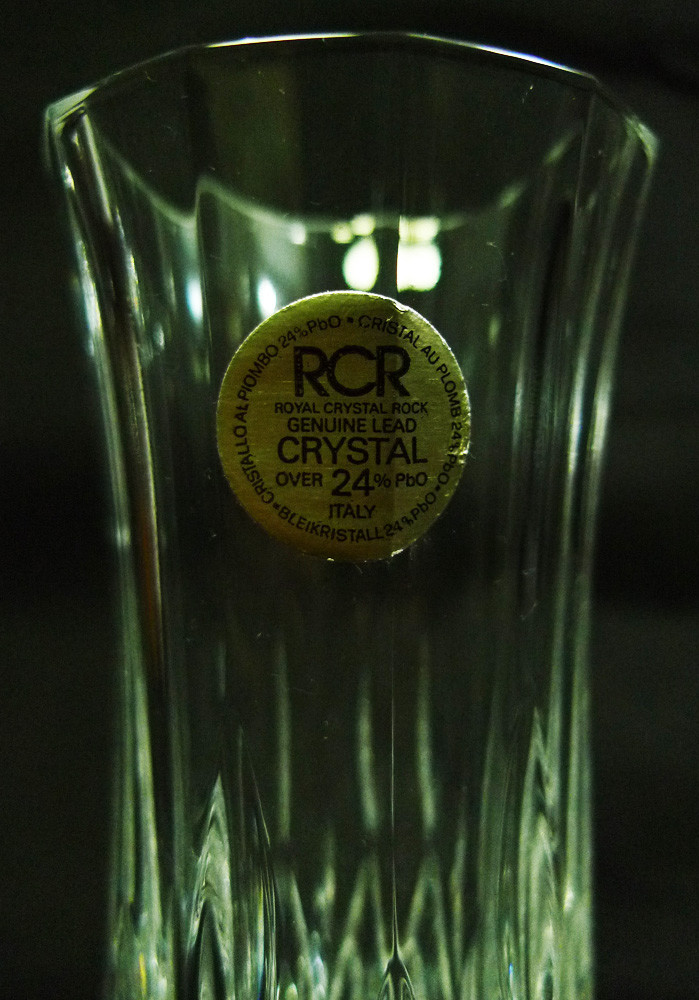 RCR
ROYAL CRYSTAL ROCK
GENUINE LEAD
CRYSTAL
OVER 24% PbO
ITALY
•CRISTALLO AL PIOMBO 24% PbO • CRISTAL AU PLOMB 24% PbO •BLEIKRISTALL 24% PbO